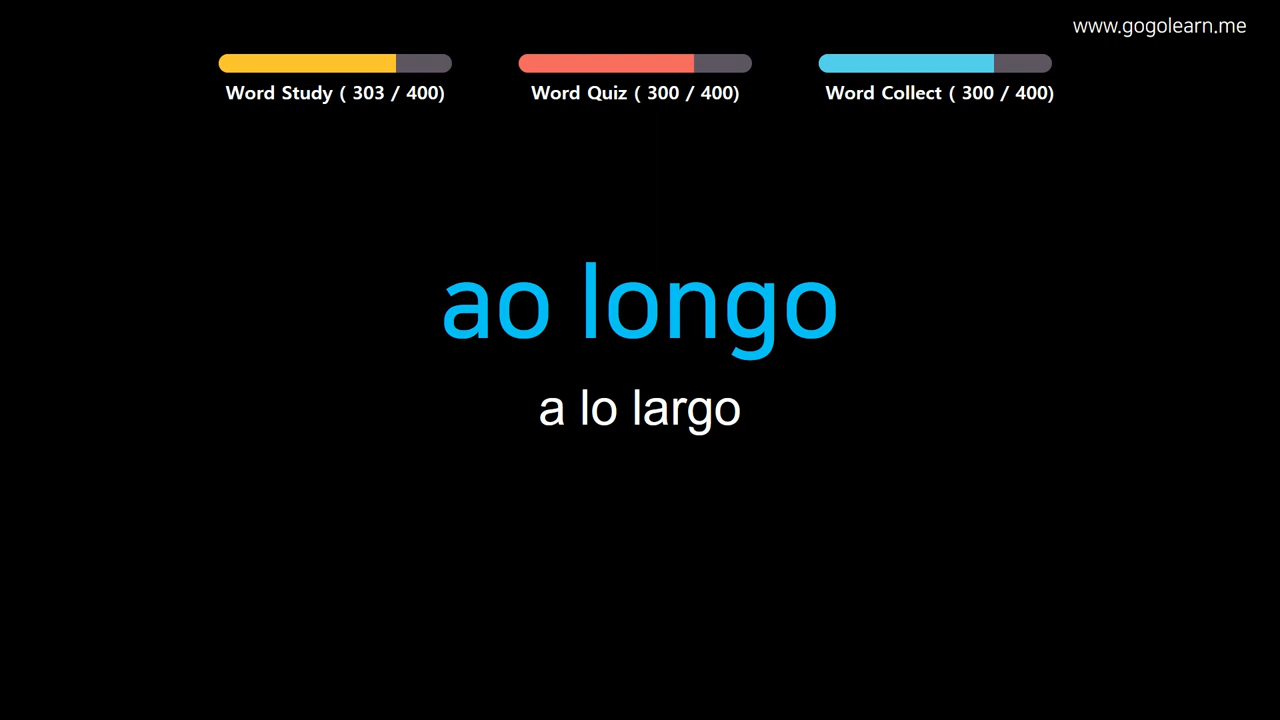 www.gogolearn.me
Word Study ( 303 / 400)
Word Quiz ( 300 / 400)
Word Collect ( 300 / 400)
ao longo
a lo largo